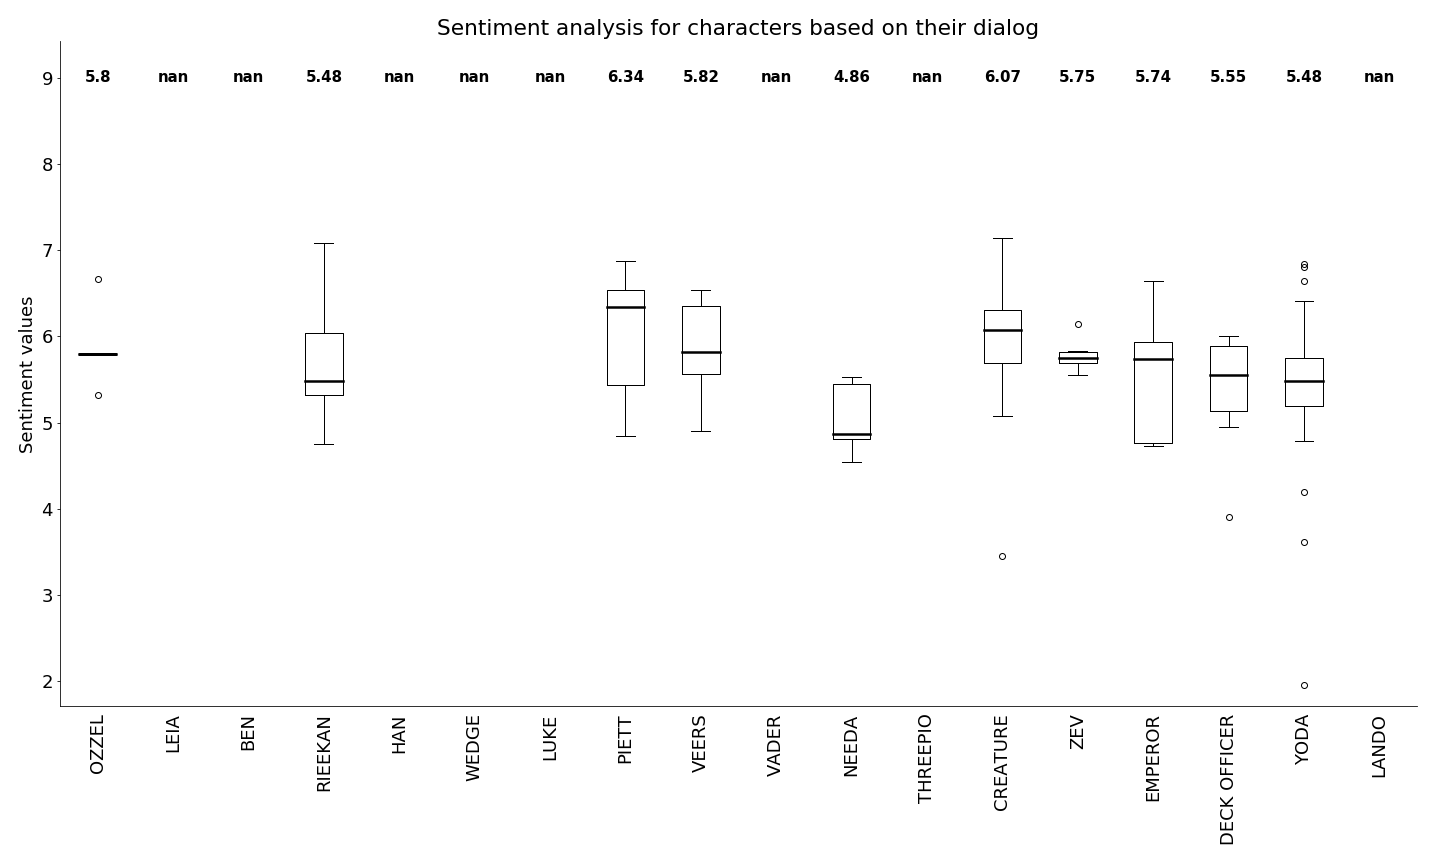 Sentiment analysis for characters based on their dialog
5.8 nan nan 5.48 nan nan nan 6.34 5.82 nan 4.86 nan 6.07 5.75 5.74 5.55 5.48 nan
9
8
7
6
5
4
3
2
Sentiment values
OZZEL
LEIA
BEN
RIEEKAN
HAN
WEDGE
LUKE
PIETT
VEERS
VADER
NEEDA
THREEPIO
CREATURE
ZEV
EMPEROR
DECK OFFICER
YODA
LANDO